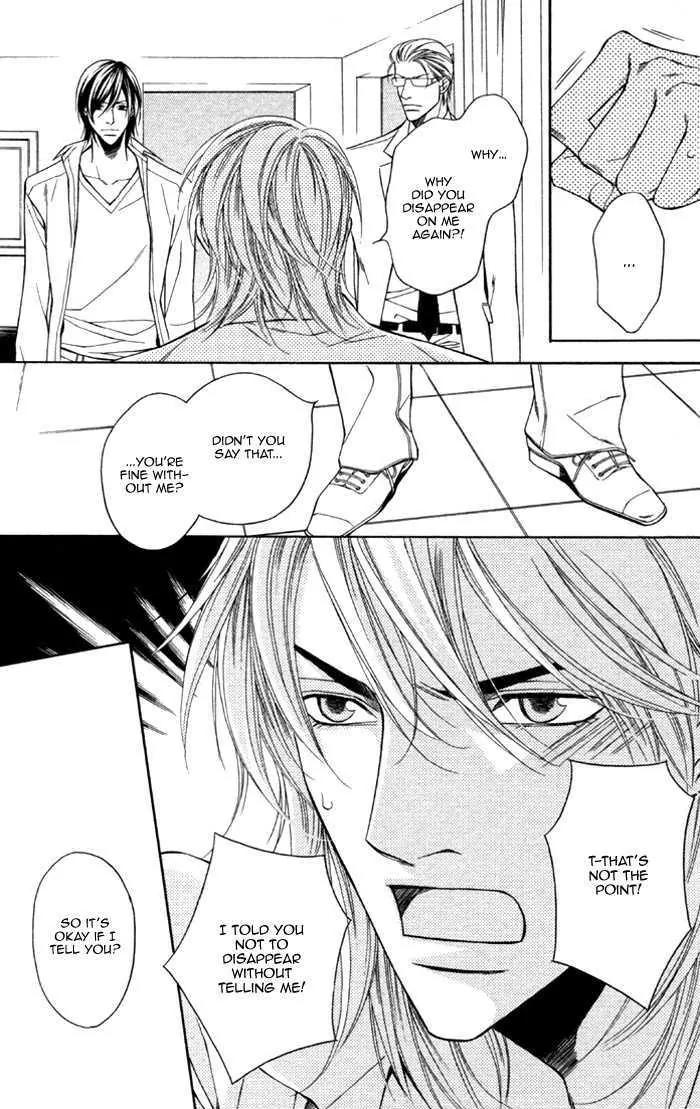 ...
WHY...
WHY
DID YOU
DISAPPEAR
ON ME
AGAIN?!
DIDN'T YOU
SAY THAT...
...YOU'RE
FINE WITH-
OUT ME?
T-THAT'S
NOT THE
POINT!
I TOLD YOU
NOT TO
DISAPPEAR
WITHOUT
TELLING ME!
SO IT'S
OKAY IF I
TELL YOU?